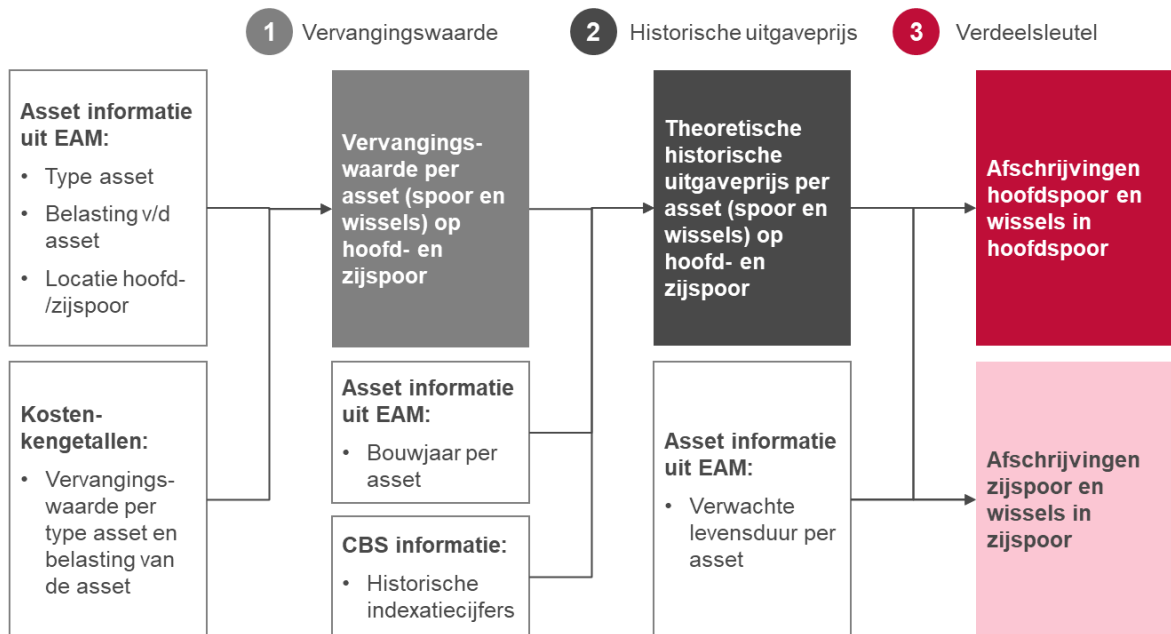 1 Vervangingswaarde
2 Historische uitgaveprijs
3 Verdeelsleutel
Asset informatie
uit EAM:
• Type asset
• Belasting v/d
asset
• Locatie hoofd-
/zijspoor
Kosten-
kengetallen:
• Vervangings-
waarde per
type asset en
belasting van
de asset
Vervangings-
waarde per
asset (spoor en
wissels) op
hoofd- en
zijspoor
Asset informatie
uit EAM:
• Bouwjaar per
asset
CBS informatie:
• Historische
indexatiecijfers
Theoretische
historische
uitgaveprijs per
asset (spoor en
wissels) op
hoofd- en
zijspoor
Asset informatie
uit EAM:
• Verwachte
levensduur per
asset
Afschrijvingen
hoofdspoor en
wissels in
hoofdspoor
Afschrijvingen
zijspoor en
wissels in
zijspoor